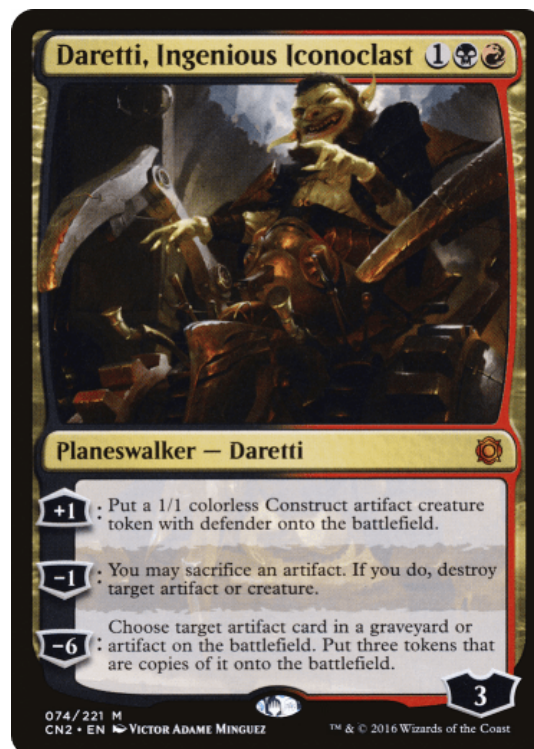 Daretti, Ingenious Iconoclast 1
Planeswalker — Daretti
+1 : Put a 1/1 colorless Construct artifact creature
token with defender onto the battlefield.
−1 : You may sacrifice an artifact. If you do, destroy
target artifact or creature.
−6 : Choose target artifact card in a graveyard or
artifact on the battlefield. Put three tokens that
are copies of it onto the battlefield.
3
074/221 M
CN2 • EN Victor Adame Minguez
™ & © 2016 Wizards of the Coast